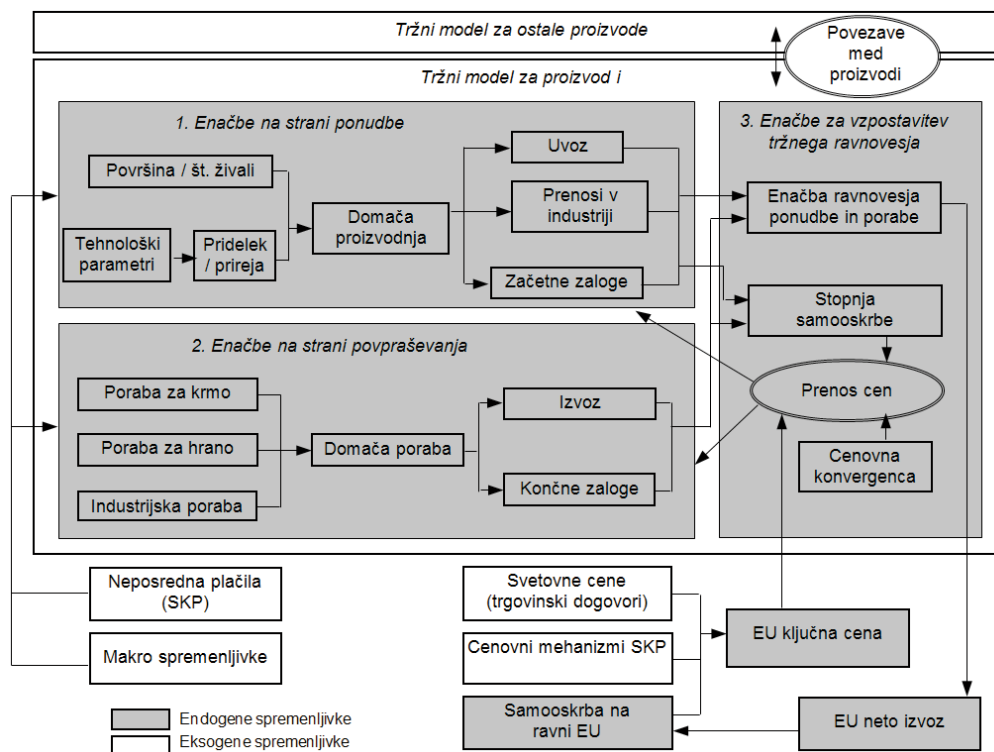 Tržni model za ostale proizvode
Povezave
med
proizvodi
Tržni model za proizvod i
1. Enačbe na strani ponudbe
Površina / št. živali
Tehnološki
parametri
Pridelek
/ prireja
Domača
proizvodnja
Uvoz
Prenosi v
industriji
Začetne zaloge
2. Enačbe na strani povpraševanja
Poraba za krmo
Poraba za hrano
Industrijska poraba
Domača poraba
Izvoz
Končne zaloge
3. Enačbe za vzpostavitev
tržnega ravnovesja
Enačba ravnovesja
ponudbe in porabe
Stopnja
samooskrbe
Prenos cen
Cenovna
konvergenca
Neposredna plačila
(SKP)
Makro spremenljivke
Svetovne cene
(trgovinski dogovori)
Cenovni mehanizmi SKP
Samooskrba na
ravni EU
EU ključna cena
EU neto izvoz
Endogene spremenljivke
Eksogene spremenljivke